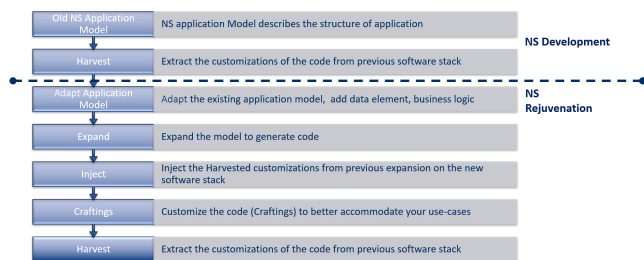 Old NS Application
Model
NS application Model describes the structure of application
NS Development
Harvest
Extract the customizations of the code from previous software stack
Adapt Application
Model
Adapt the existing application model, add data element, business logic
NS
Rejuvenation
Expand
Expand the model to generate code
Inject
Inject the Harvested customizations from previous expansion on the new
software stack
Craftings
Customize the code (Craftings) to better accommodate your use-cases
Harvest
Extract the customizations of the code from previous software stack